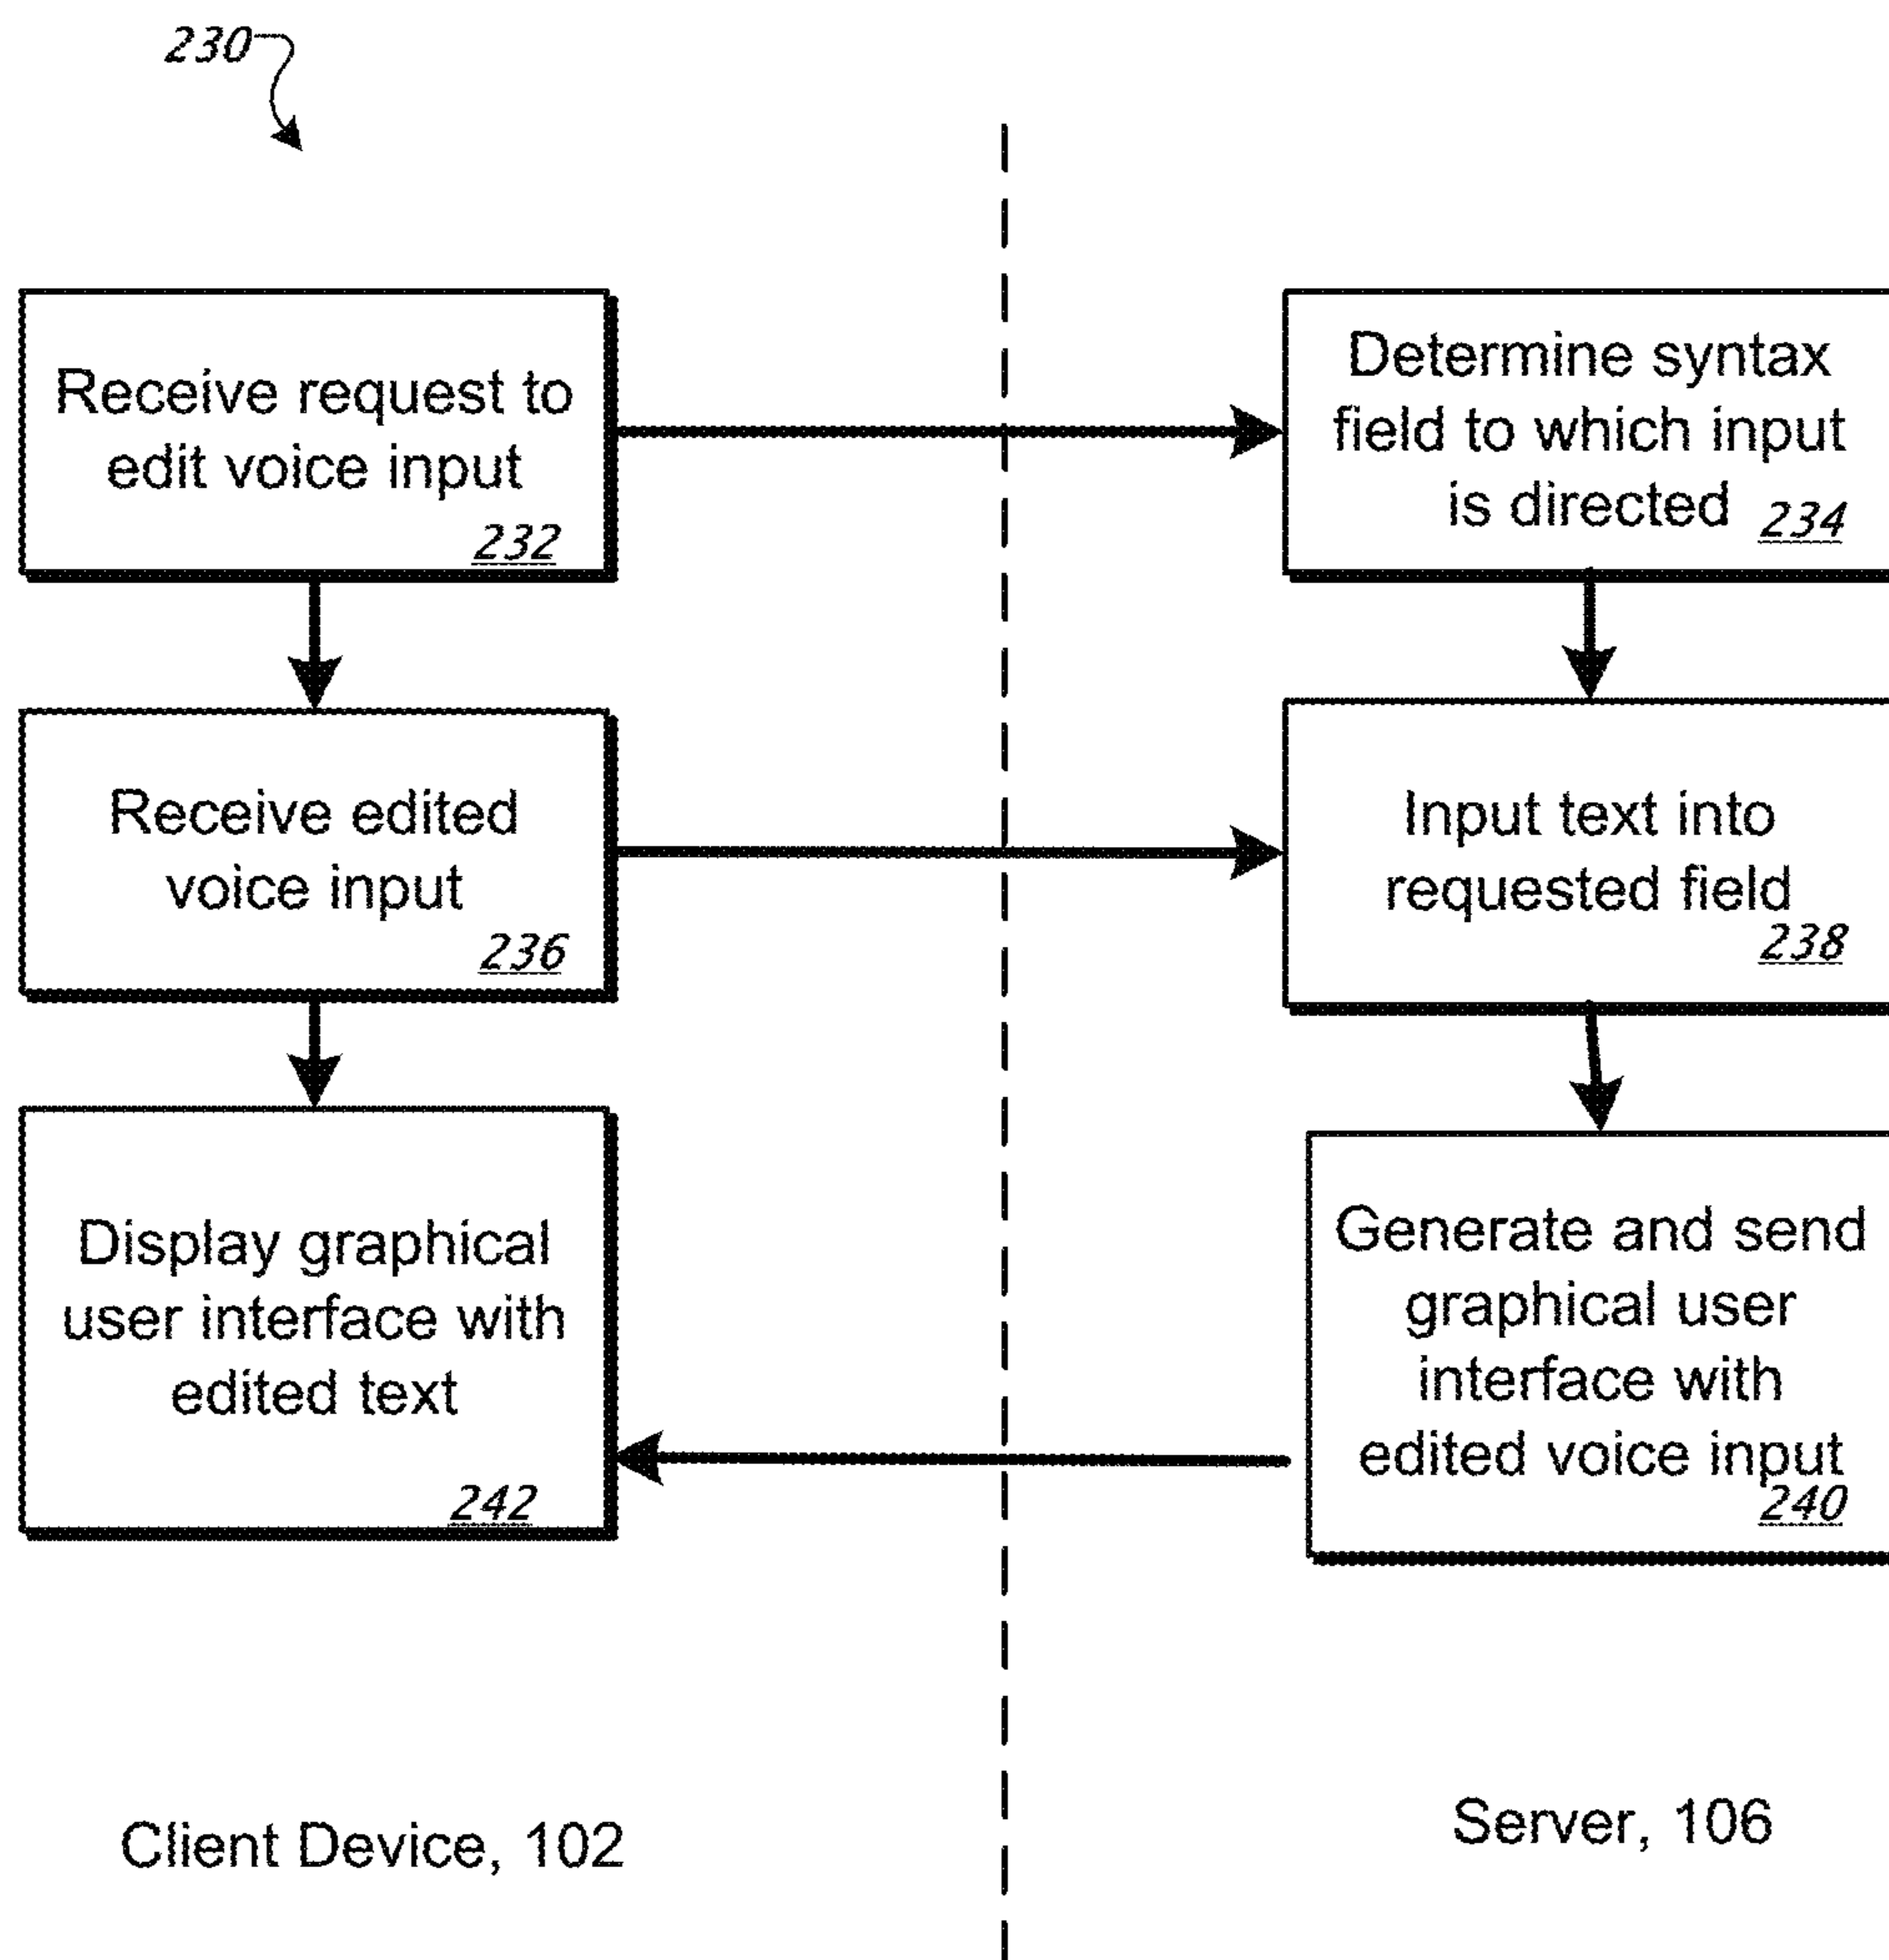 230
Receive request to
edit voice input
232
Determine syntax
field to which input
is directed 234
Receive edited
voice input
236
Input text into
requested field
238
Display graphical
user interface with
edited text
242
Generate and send
graphical user
interface with
edited voice input
240
Client Device, 102
Server, 106